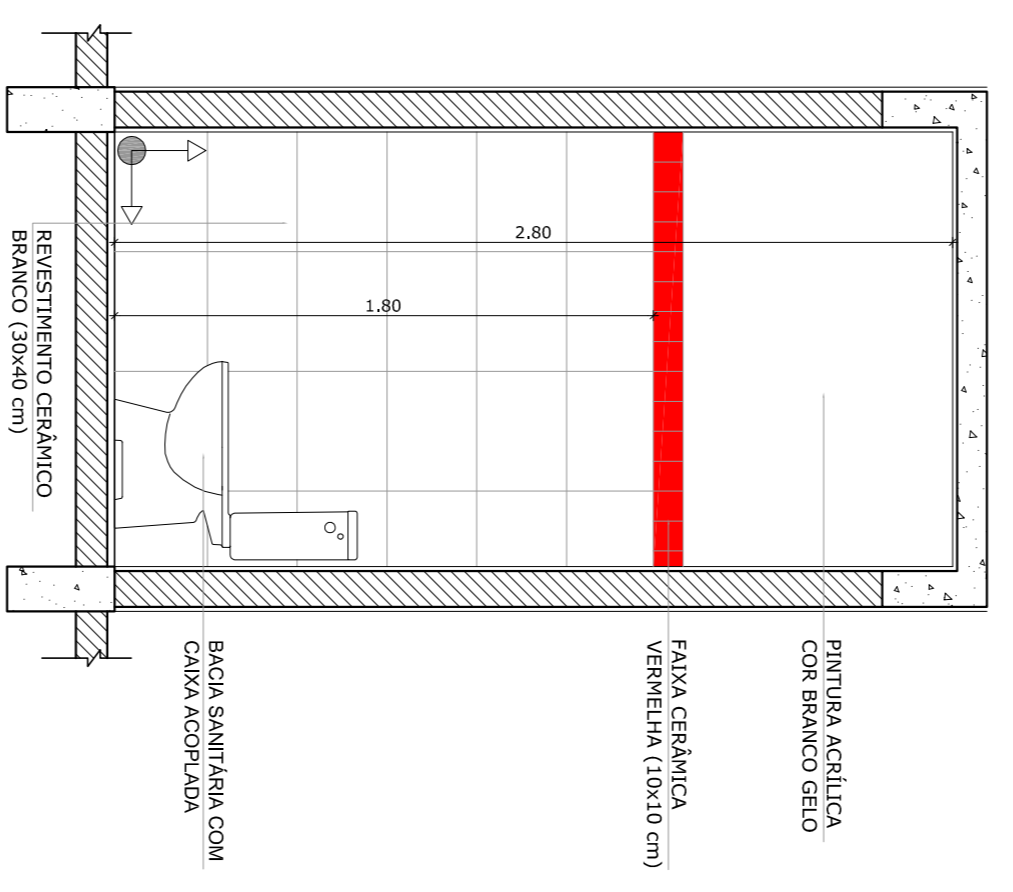 2.80
1.80
REVESTIMENTO CERÂMICO
BRANCO (30x40 cm)
BACIA SANITÁRIA COM
CAIXA ACOPLADA
FAIXA CERÂMICA
VERMELHA (10x10 cm)
PINTURA ACRÍLICA
COR BRANCO GELO